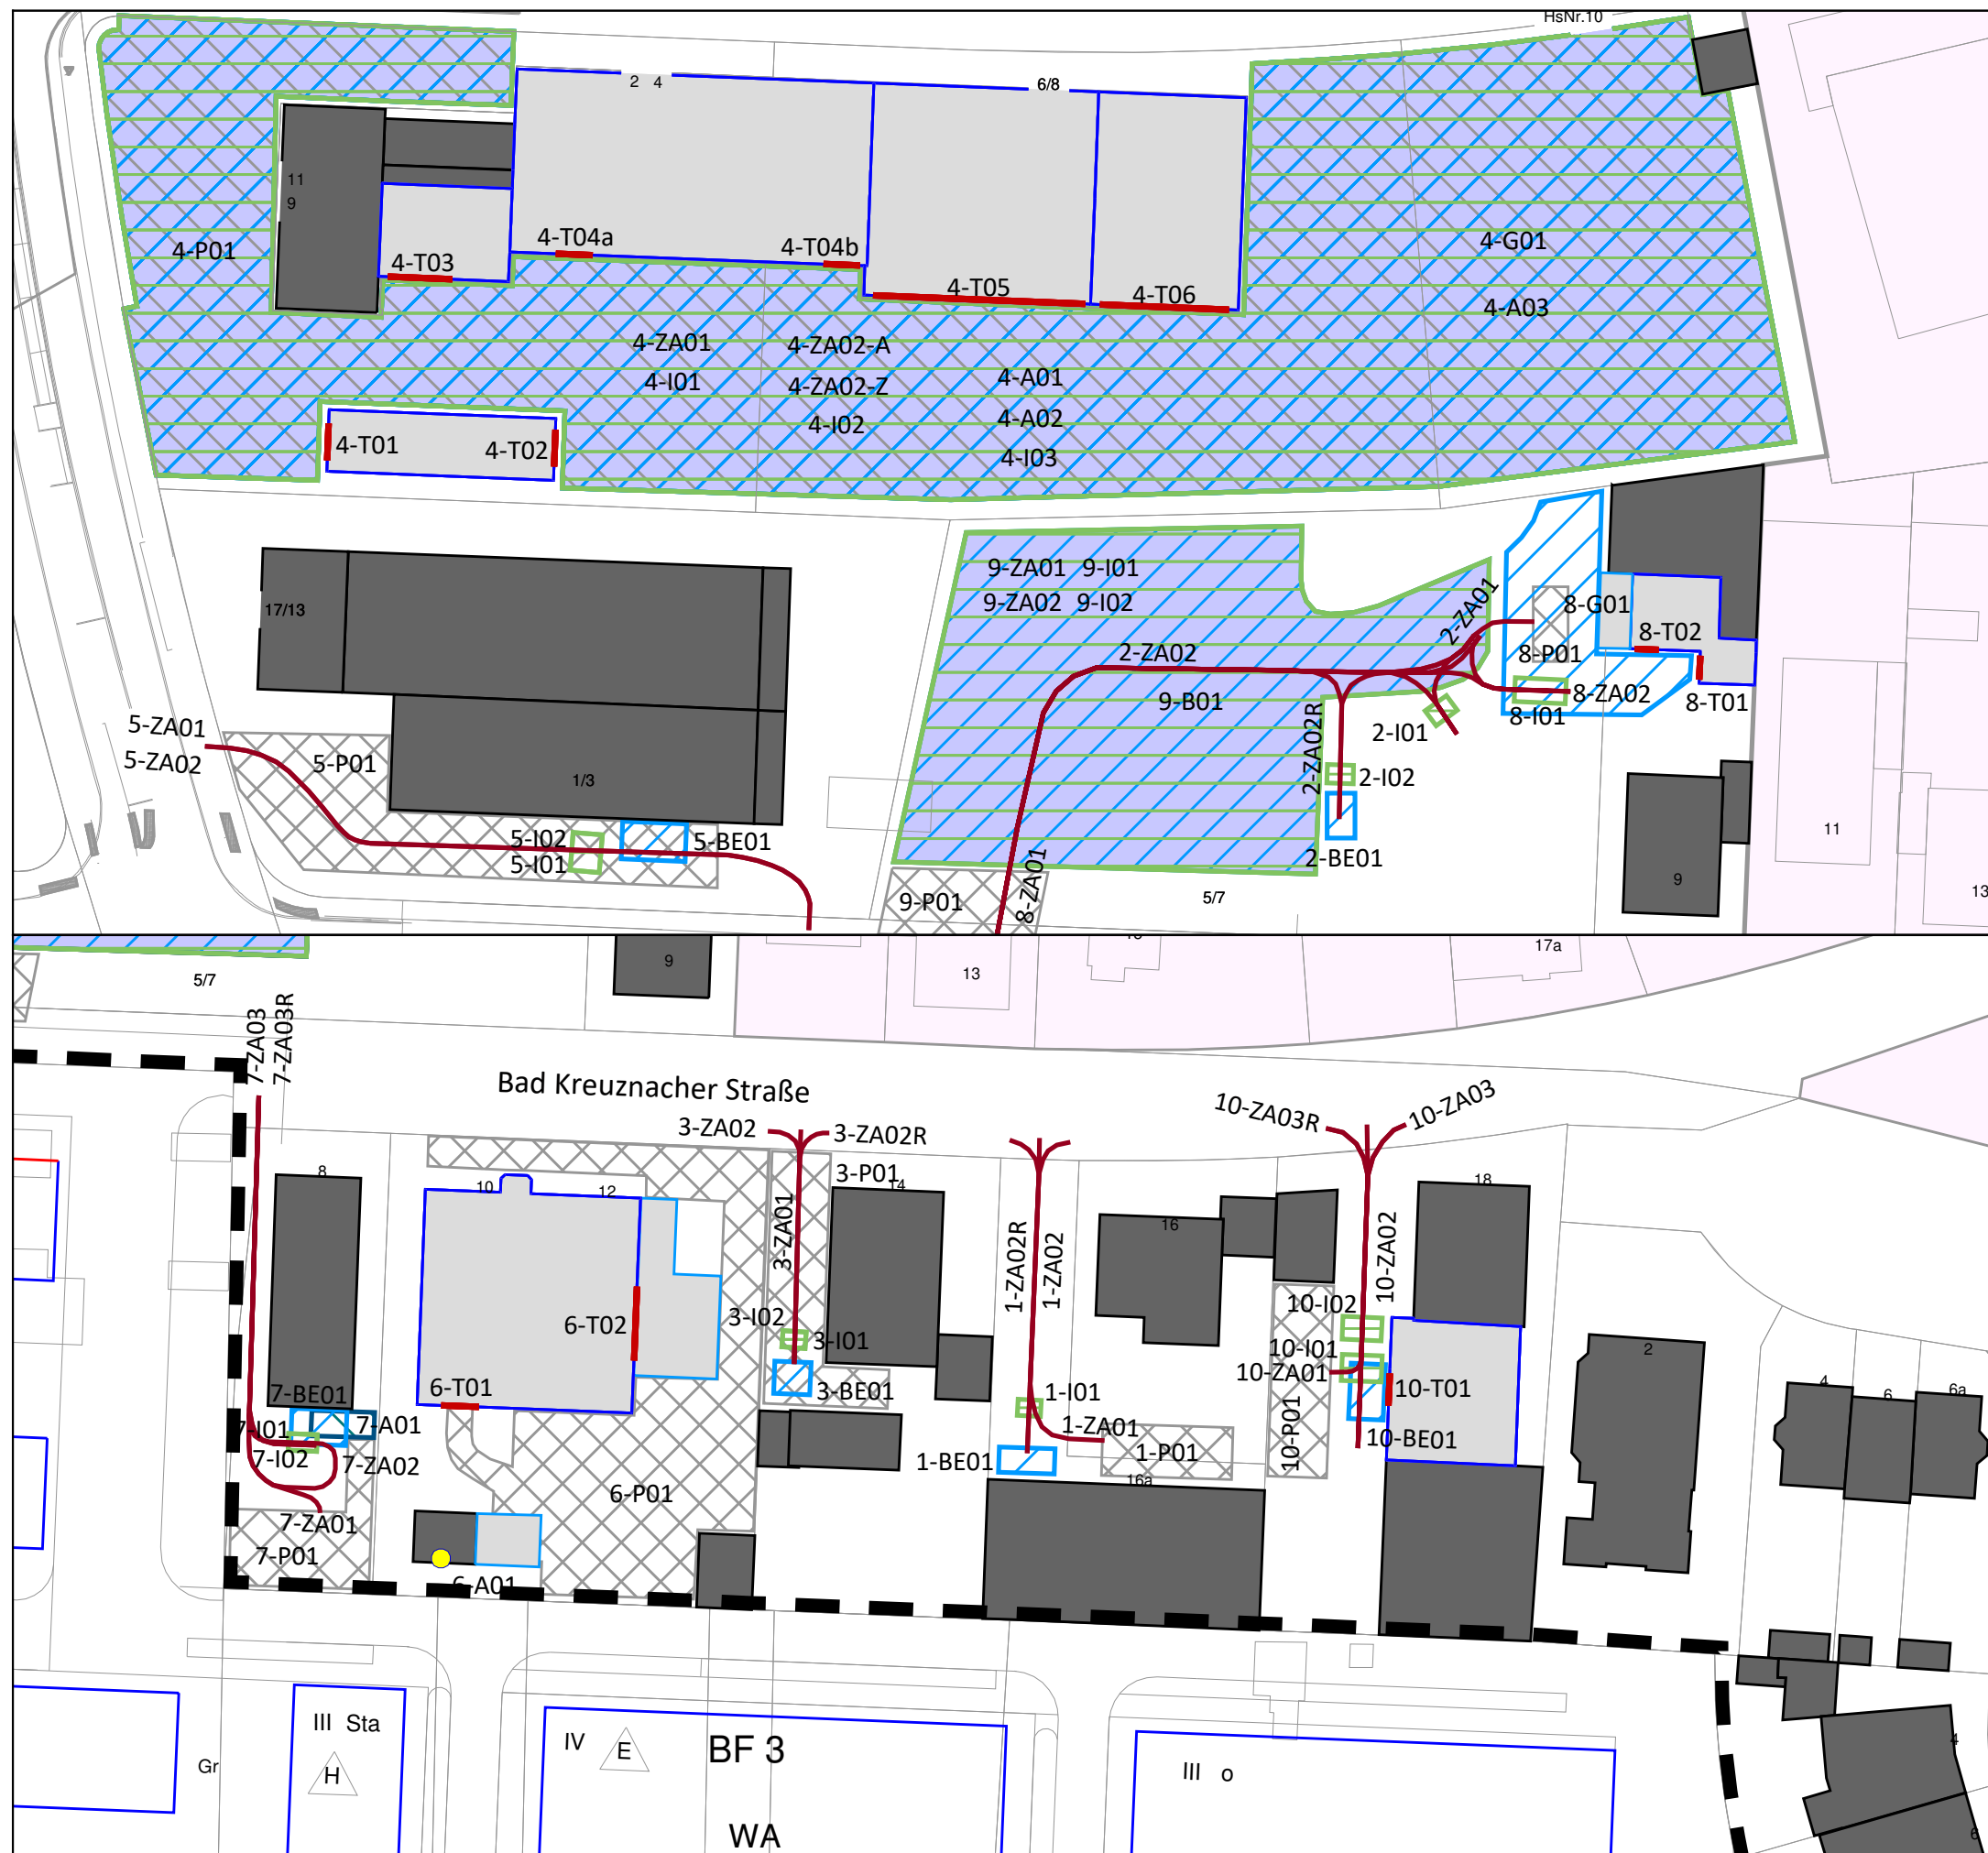 HsNr.10
2 4
6/8
11
9
4-P01
4-T03
4-T04a
4-T04b
4-T05
4-T06
4-G01
4-A03
4-ZA01
4-ZA02-A
4-I01
4-ZA02-Z
4-A01
4-I02
4-A02
4-I03
4-T01
4-T02
17/13
1/3
9-ZA01 9-I01
9-ZA02 9-I02
2-ZA01
8-G01
8-T02
2-ZA02
8-P01
9-B01
8-ZA02
8-T01
8-I01
2-I01
2-ZA02R
2-I02
2-BE01
5-ZA01
5-ZA02
5-P01
5-I02
5-I01
5-BE01
9-P01
8-ZA01
5/7
9
11
13
5/7
9
13
17a
7-ZA03
7-ZA03R
Bad Kreuznacher Straße
3-ZA02
3-ZA02R
10-ZA03R
10-ZA03
8
10
12
3-P01
14
16
18
3-ZA01
1-ZA02R
1-ZA02
10-ZA02
6-T02
3-I02
3-I01
10-I02
10-I01
10-ZA01
10-T01
2
4
6
6a
6-T01
3-BE01
7-BE01
7-A01
7-I01
7-I02
7-ZA02
1-I01
1-ZA01
1-BE01
1-P01
16a
10-P01
10-BE01
6-P01
7-ZA01
7-P01
6-A01
III Sta
H
Gr
IV
E
BF 3
WA
III o
4
6